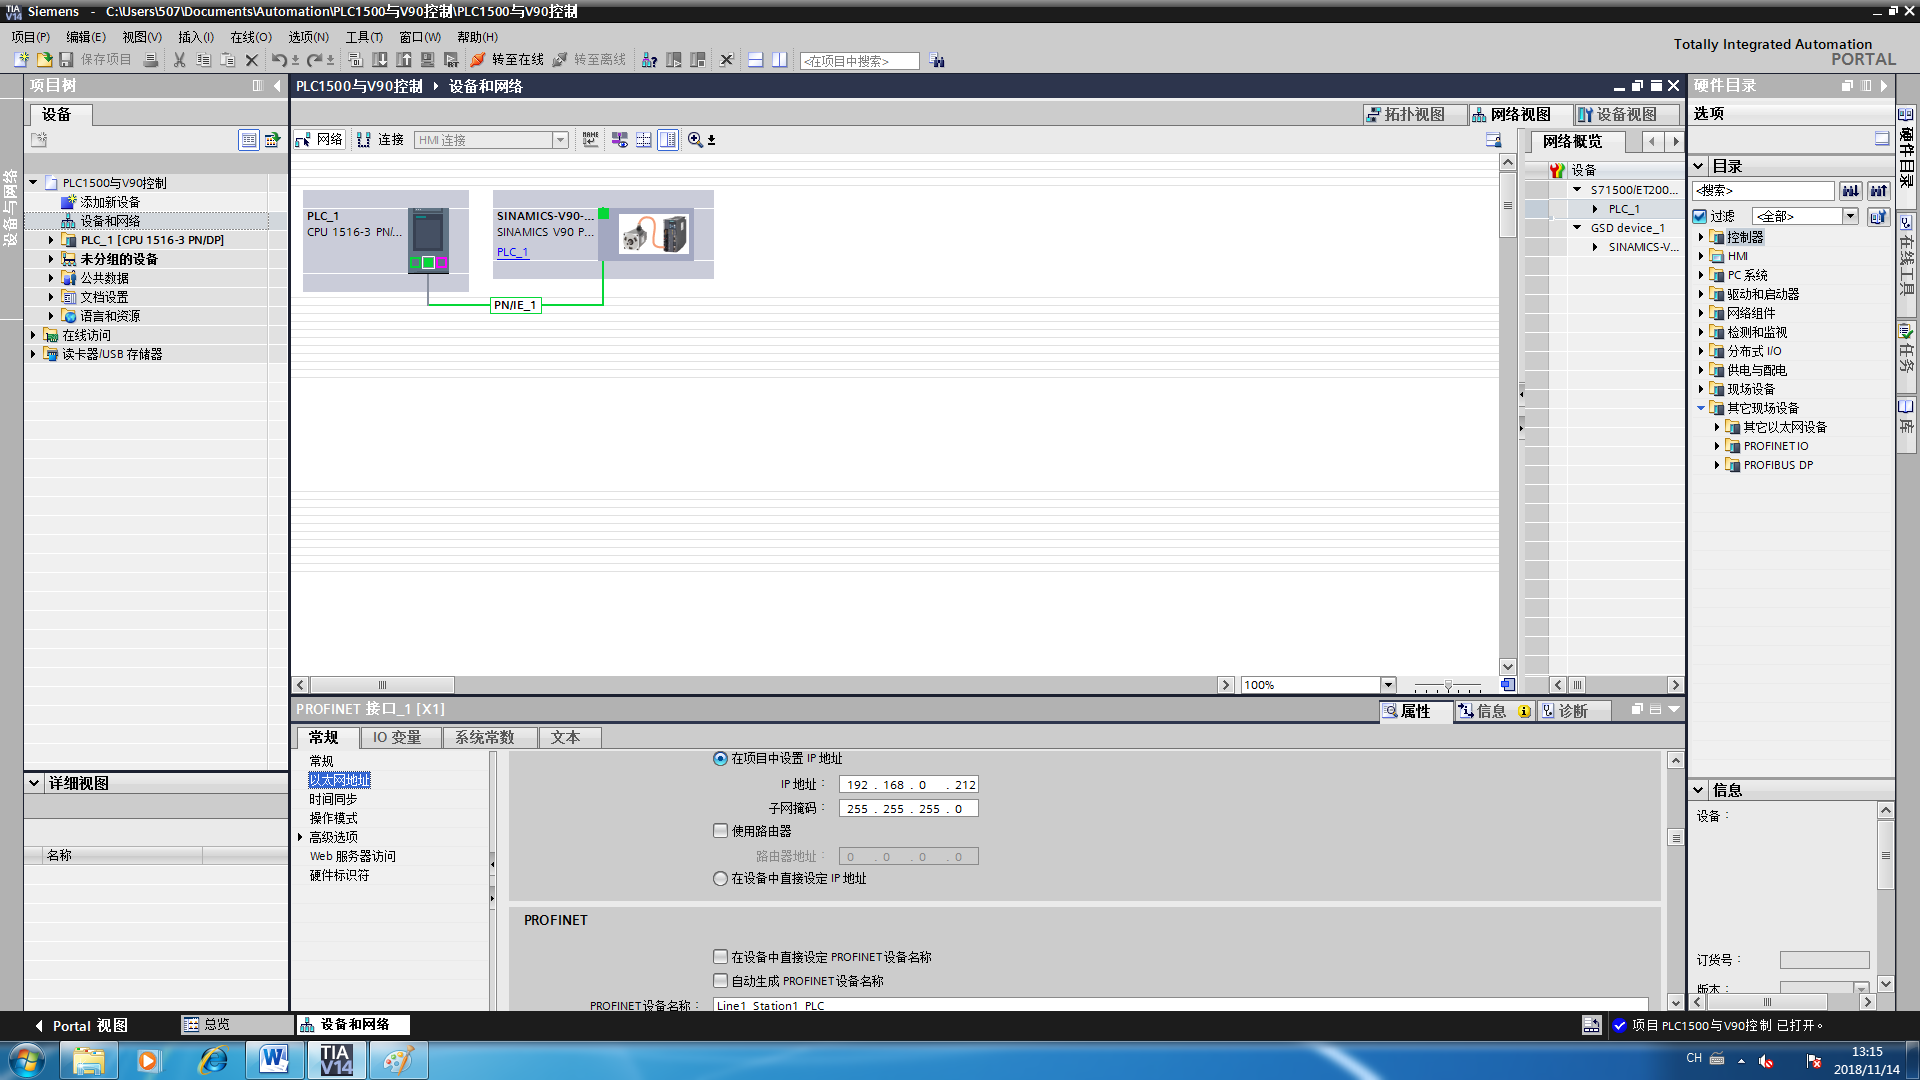 Siemens  -  C:\Users\507\Documents\Automation\PLC1500与V90控制\PLC1500与V90控制
项目(P) 编辑(E) 视图(V) 插入(I) 在线(O) 选项(N) 工具(T) 窗口(W) 帮助(H)
Totally Integrated Automation
PORTAL
保存项目 转至在线 转至离线 <在项目中搜索>
项目树
PLC1500与V90控制 设备和网络
硬件目录
设备
拓扑视图 网络视图 设备视图
选项
网络 连接 HMI 连接
网络概览
设备与网络
PLC1500与V90控制
添加新设备
设备和网络
PLC_1 [CPU 1516-3 PN/DP]
未分组的设备
公共数据
文档设置
语言和资源
在线访问
读卡器/USB 存储器
PLC_1
CPU 1516-3 PN/...
SINAMICS-V90-...
SINAMICS V90 P...
PLC_1
PN/IE_1
设备
S71500/ET200...
PLC_1
GSD device_1
SINAMICS-V...
目录
<搜索>
过滤 <全部>
控制器
HMI
PC 系统
驱动和启动器
网络组件
检测和监视
分布式 I/O
供电与配电
现场设备
其它现场设备
其它以太网设备
PROFINET IO
PROFIBUS DP
硬件目录
在线工具
任务
库
100%
PROFINET 接口_1 [X1]
属性 信息 诊断
常规 IO 变量 系统常数 文本
常规
以太网地址
时间同步
操作模式
高级选项
Web 服务器访问
硬件标识符
在项目中设置 IP 地址
IP 地址： 192 . 168 . 0 . 212
子网掩码： 255 . 255 . 255 . 0
使用路由器
路由器地址： 0 . 0 . 0 . 0
在设备中直接设定 IP 地址
PROFINET
在设备中直接设定 PROFINET设备名称
自动生成 PROFINET设备名称
PROFINET设备名称： Line1_Station1_PLC
详细视图
名称
信息
设备：
订货号：
版本：
Portal 视图 总览 设备和网络
项目 PLC1500与V90控制 已打开。
TIA
V14
CH
13:15
2018/11/14